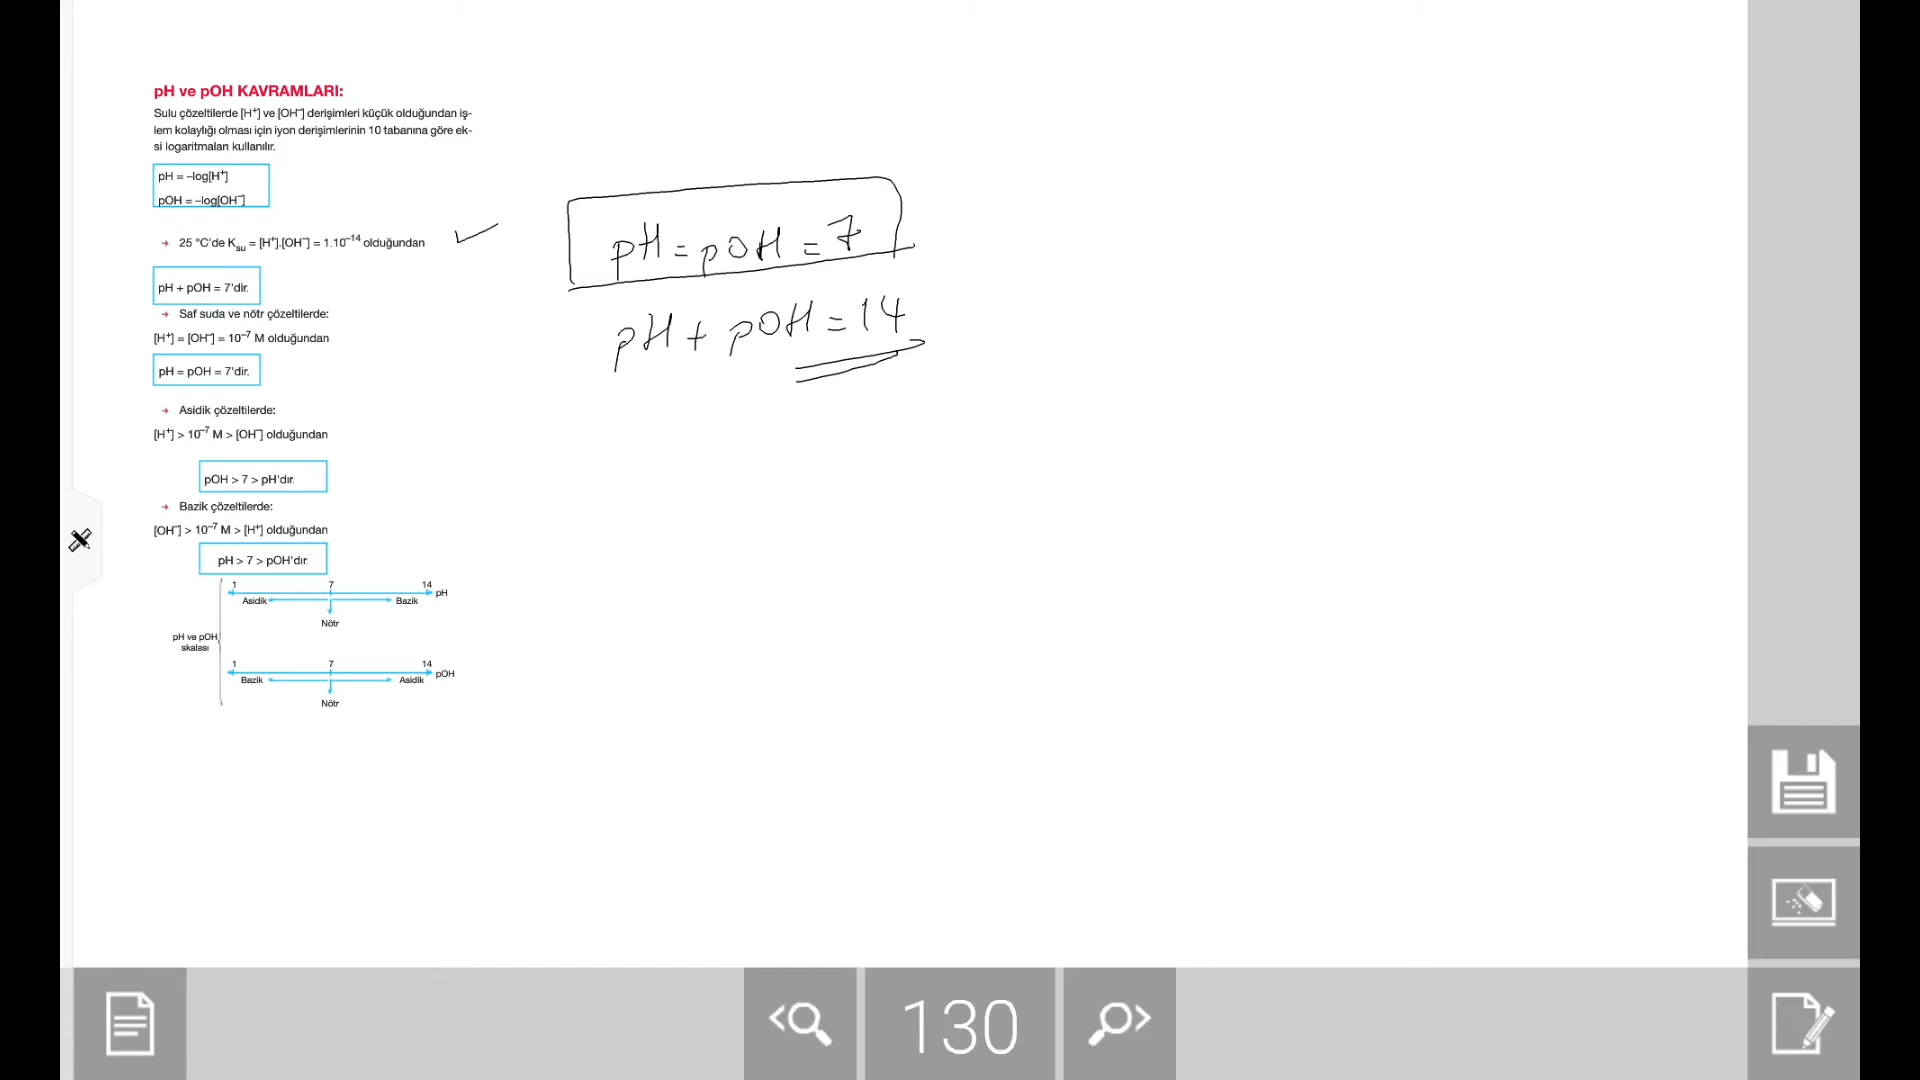 pH ve pOH KAVRAMLARI:
Sulu çözeltilerde [H⁺] ve [OH⁻] derişimleri küçük olduğundan iş-
lem kolaylığı olması için iyon derişimlerinin 10 tabanına göre ek-
si logaritmaları kullanılır.
pH = –log[H⁺]
pOH = –log[OH⁻]
→ 25 °C'de Kₛᵤ = [H⁺].[OH⁻] = 1.10⁻¹⁴ olduğundan
pH + pOH = 7'dir.
→ Saf suda ve nötr çözeltilerde:
[H⁺] = [OH⁻] = 10⁻⁷ M olduğundan
pH = pOH = 7'dir.
→ Asidik çözeltilerde:
[H⁺] > 10⁻⁷ M > [OH⁻] olduğundan
pOH > 7 > pH'dır.
→ Bazik çözeltilerde:
[OH⁻] > 10⁻⁷ M > [H⁺] olduğundan
pH > 7 > pOH'dır.
1 7 14
pH
Asidik Bazik
Nötr
pH ve pOH
skalası
1 7 14
pOH
Bazik Asidik
Nötr
pH = pOH = 7
pH + pOH = 14
130